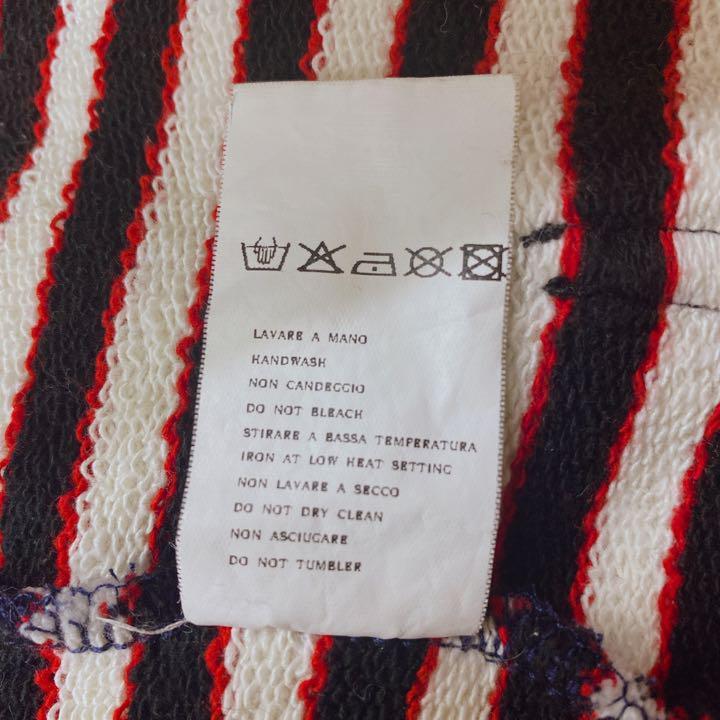 LAVARE A MANO
HANDWASH
NON CANDEGGIO
DO NOT BLEACH
STIRARE A BASSA TEMPERATURA
IRON AT LOW HEAT SETTING
NON LAVARE A SECCO
DO NOT DRY CLEAN
NON ASCIUGARE
DO NOT TUMBLER